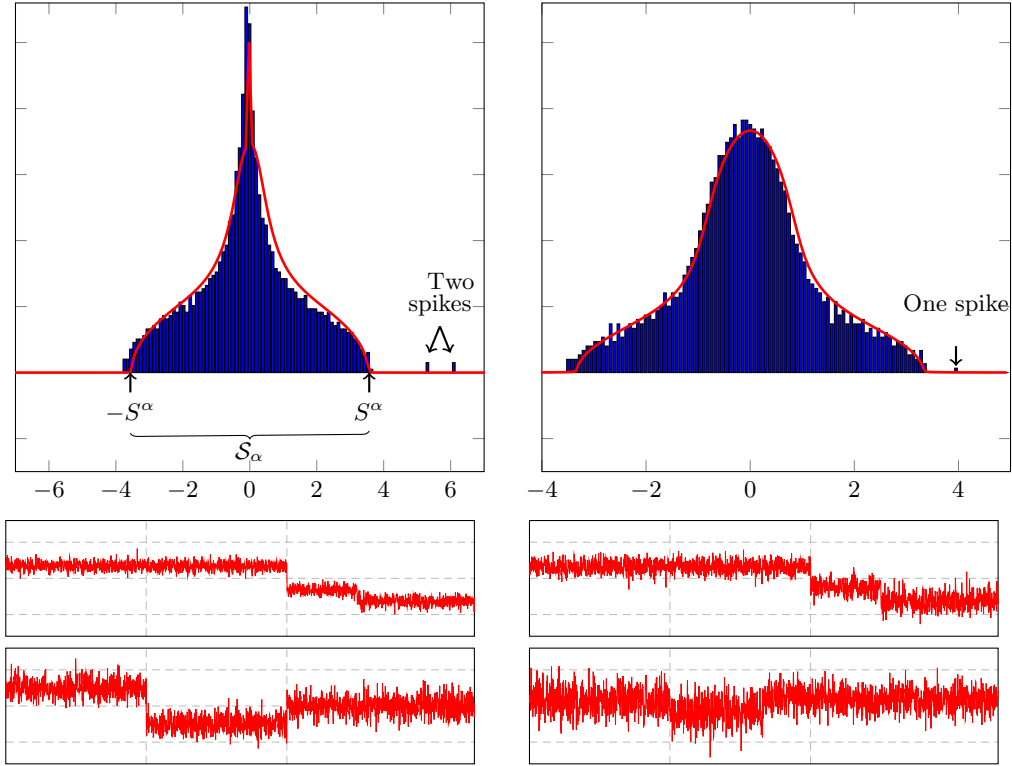 Two
spikes
−S^α
S^α
𝒮_α
−6 −4 −2 0 2 4 6
One spike
−4 −2 0 2 4